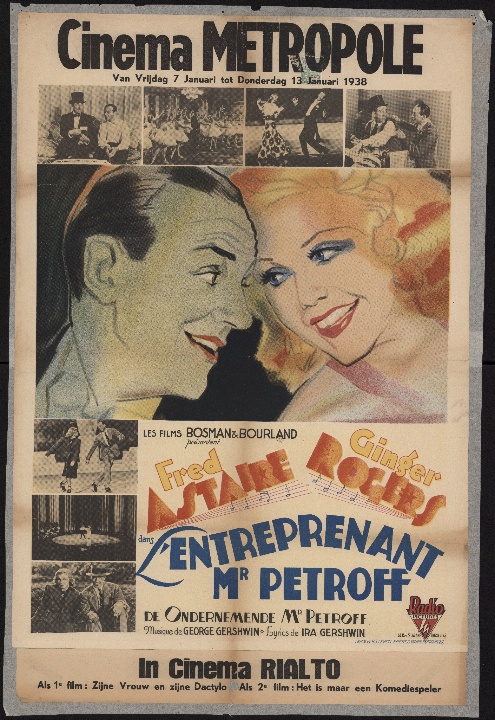 Cinema METROPOLE
Van Vrijdag 7 Januari tot Donderdag 13 Januari 1938
LES FILMS BOSMAN & BOURLAND
présentent
Fred
ASTAIRE
Ginger
ROGERS
dans
L'ENTREPRENANT
MR PETROFF
DE ONDERNEMENDE MR PETROFF
Musique de GEORGE GERSHWIN - Lyrics de IRA GERSHWIN
Radio
PICTURES
In Cinema RIALTO
Als 1e film: Zijne Vrouw en zijne Dactylo Als 2e film: Het is maar een Komediespeler